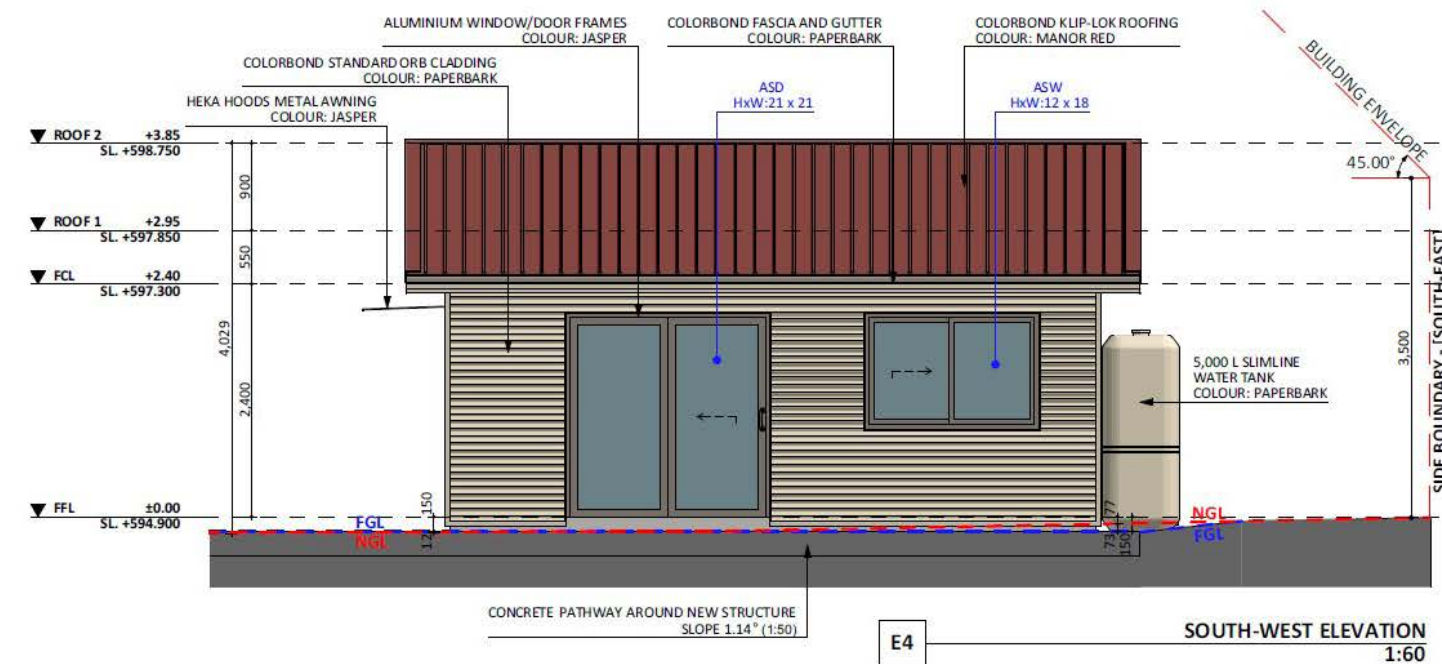 ALUMINIUM WINDOW/DOOR FRAMES
COLOUR: JASPER
COLORBOND FASCIA AND GUTTER
COLOUR: PAPERBARK
COLORBOND KLIP-LOK ROOFING
COLOUR: MANOR RED
COLORBOND STANDARD ORB CLADDING
COLOUR: PAPERBARK
HEKA HOODS METAL AWNING
COLOUR: JASPER
ASD
HxW:21 x 21
ASW
HxW:12 x 18
BUILDING ENVELOPE
45.00°
ROOF 2 +3.85
SL. +598.750
900
ROOF 1 +2.95
SL. +597.850
550
FCL +2.40
SL. +597.300
4,029
2,400
3,500
SIDE BOUNDARY - [SOUTH-EAST]
5,000 L SLIMLINE
WATER TANK
COLOUR: PAPERBARK
FFL ±0.00
SL. +594.900
150
12
FGL
NGL
77
73
150
NGL
FGL
CONCRETE PATHWAY AROUND NEW STRUCTURE
SLOPE 1.14° (1:50)
E4
SOUTH-WEST ELEVATION
1:60